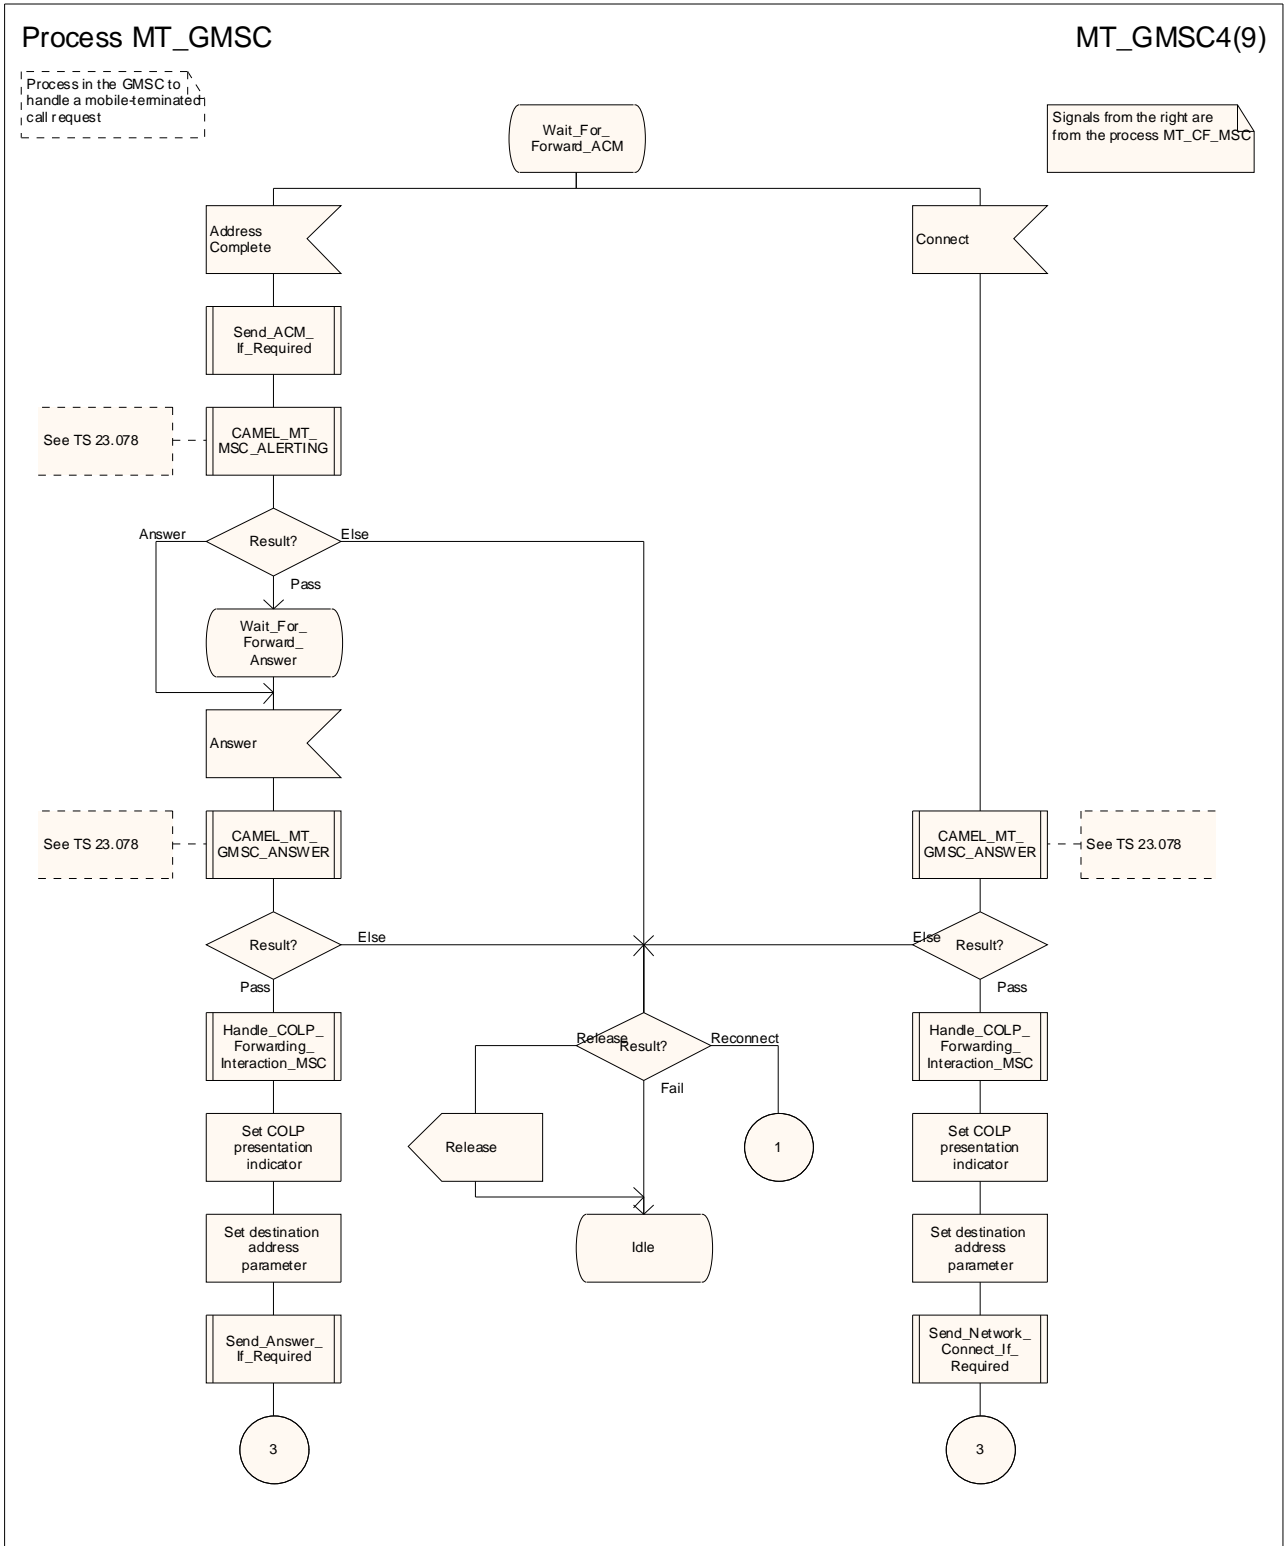 Process MT_GMSC
MT_GMSC4(9)
Process in the GMSC to
handle a mobile-terminated
call request
Wait_For_
Forward_ACM
Signals from the right are
from the process MT_CF_MSC
Address
Complete
Connect
Send_ACM_
If_Required
See TS 23.078
CAMEL_MT_
MSC_ALERTING
Answer
Result?
Else
Pass
Wait_For_
Forward_
Answer
Answer
See TS 23.078
CAMEL_MT_
GMSC_ANSWER
CAMEL_MT_
GMSC_ANSWER
See TS 23.078
Result?
Else
Else
Result?
Pass
Pass
Handle_COLP_
Forwarding_
Interaction_MSC
Release
Result?
Reconnect
Fail
Handle_COLP_
Forwarding_
Interaction_MSC
Set COLP
presentation
indicator
Release
1
Set COLP
presentation
indicator
Set destination
address
parameter
Idle
Set destination
address
parameter
Send_Answer_
If_Required
Send_Network_
Connect_If_
Required
3
3